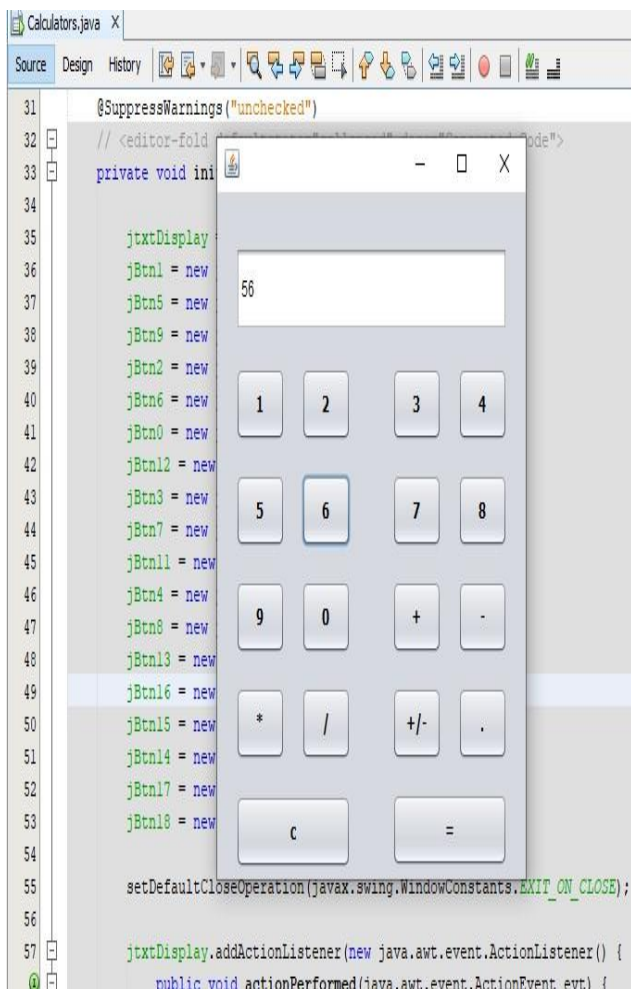 Calculators.java X
Source Design History
31 @SuppressWarnings("unchecked")
32 // <editor-fold Code">
33 private void ini
34
35 jtxtDisplay =
36 jBtn1 = new
37 jBtn5 = new
38 jBtn9 = new
39 jBtn2 = new
40 jBtn6 = new
41 jBtn0 = new
42 jBtn12 = new
43 jBtn3 = new
44 jBtn7 = new
45 jBtn11 = new
46 jBtn4 = new
47 jBtn8 = new
48 jBtn13 = new
49 jBtn16 = new
50 jBtn15 = new
51 jBtn14 = new
52 jBtn17 = new
53 jBtn18 = new
54
55 setDefaultCloseOperation(javax.swing.WindowConstants.EXIT_ON_CLOSE);
56
57 jtxtDisplay.addActionListener(new java.awt.event.ActionListener() {
public void actionPerformed(java.awt.event.ActionEvent evt) {
56
1 2 3 4
5 6 7 8
9 0 + -
* / +/- .
c =